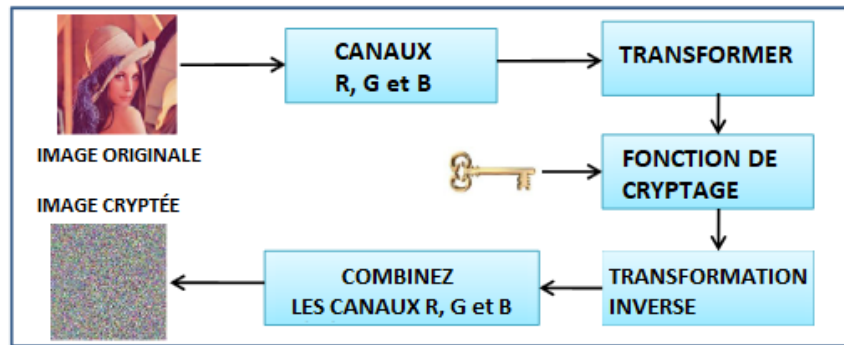 IMAGE ORIGINALE
CANAUX
R, G et B
TRANSFORMER
FONCTION DE
CRYPTAGE
TRANSFORMATION
INVERSE
COMBINEZ
LES CANAUX R, G et B
IMAGE CRYPTÉE